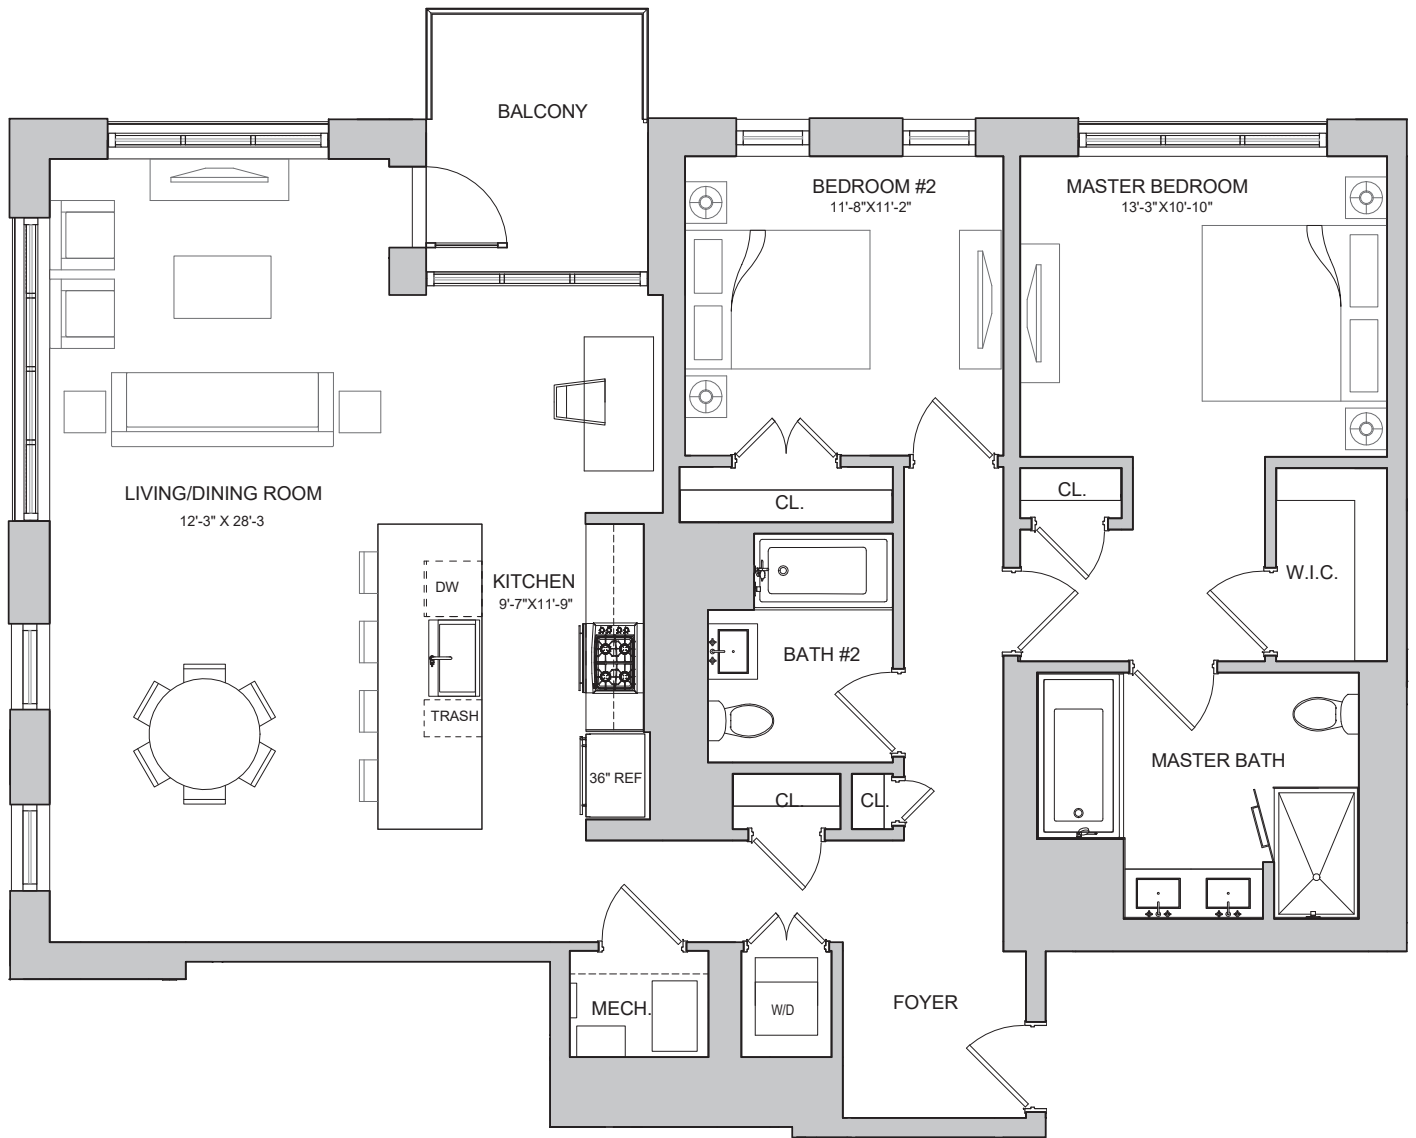 BALCONY
BEDROOM #2
11'-8"X11'-2"
MASTER BEDROOM
13'-3"X10'-10"
LIVING/DINING ROOM
12'-3" X 28'-3
CL.
CL.
KITCHEN
9'-7"X11'-9"
DW
W.I.C.
BATH #2
TRASH
MASTER BATH
36" REF
CL.
CL.
MECH.
W/D
FOYER